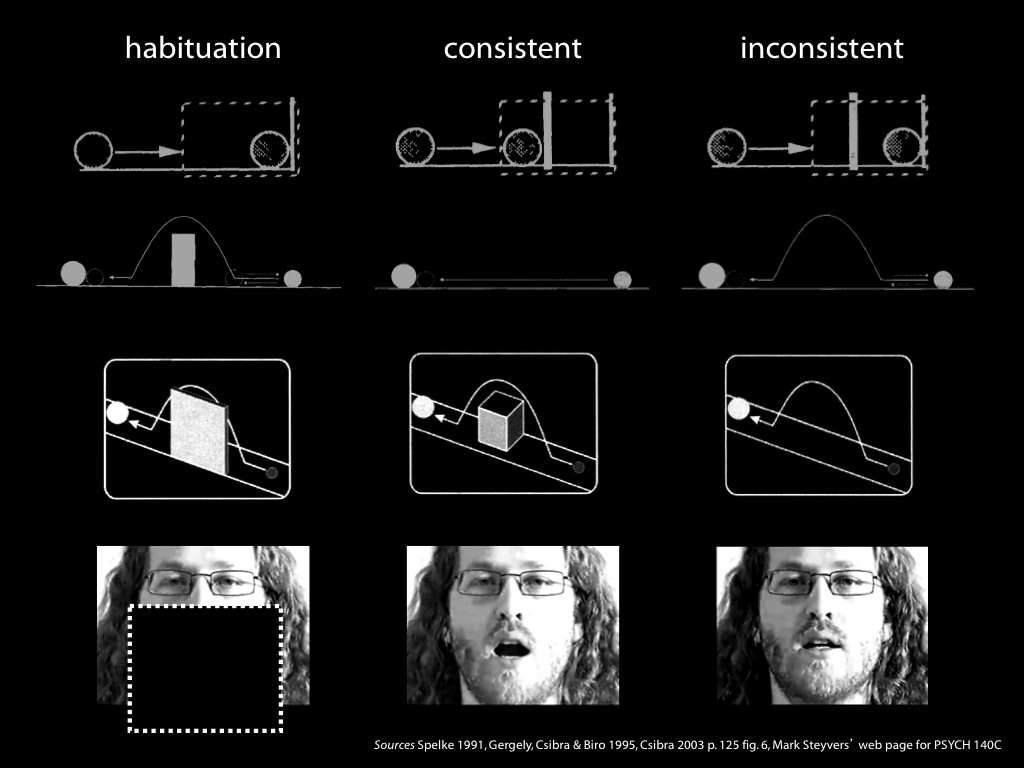 habituation consistent inconsistent
Sources Spelke 1991, Gergely, Csibra & Biro 1995, Csibra 2003 p. 125 fig. 6, Mark Steyvers’ web page for PSYCH 140C